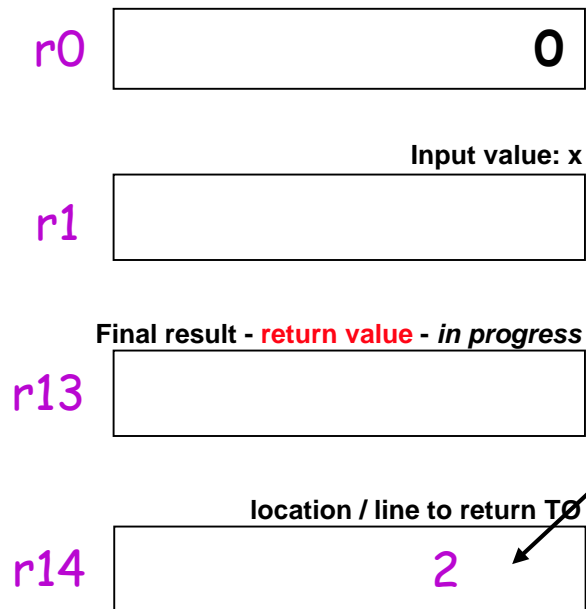 r0 0
Input value: x
r1
Final result - return value - in progress
r13
location / line to return TO
r14 2